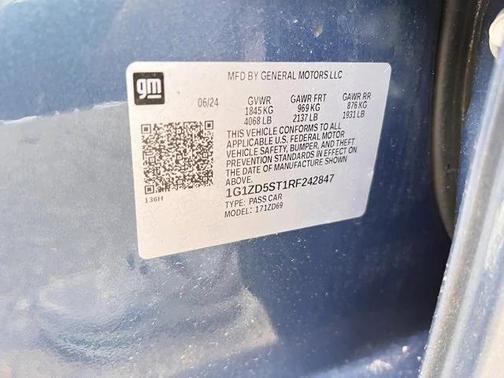 gm
MFD BY GENERAL MOTORS LLC
06/24 GVWR GAWR FRT GAWR RR
1845 KG 969 KG 876 KG
4068 LB 2137 LB 1931 LB
THIS VEHICLE CONFORMS TO ALL
APPLICABLE U.S. FEDERAL MOTOR
VEHICLE SAFETY, BUMPER, AND THEFT
PREVENTION STANDARDS IN EFFECT ON
THE DATE OF MANUFACTURE SHOWN
ABOVE.
1G1ZD5ST1RF242847
TYPE: PASS CAR
MODEL: 171ZD69
136H